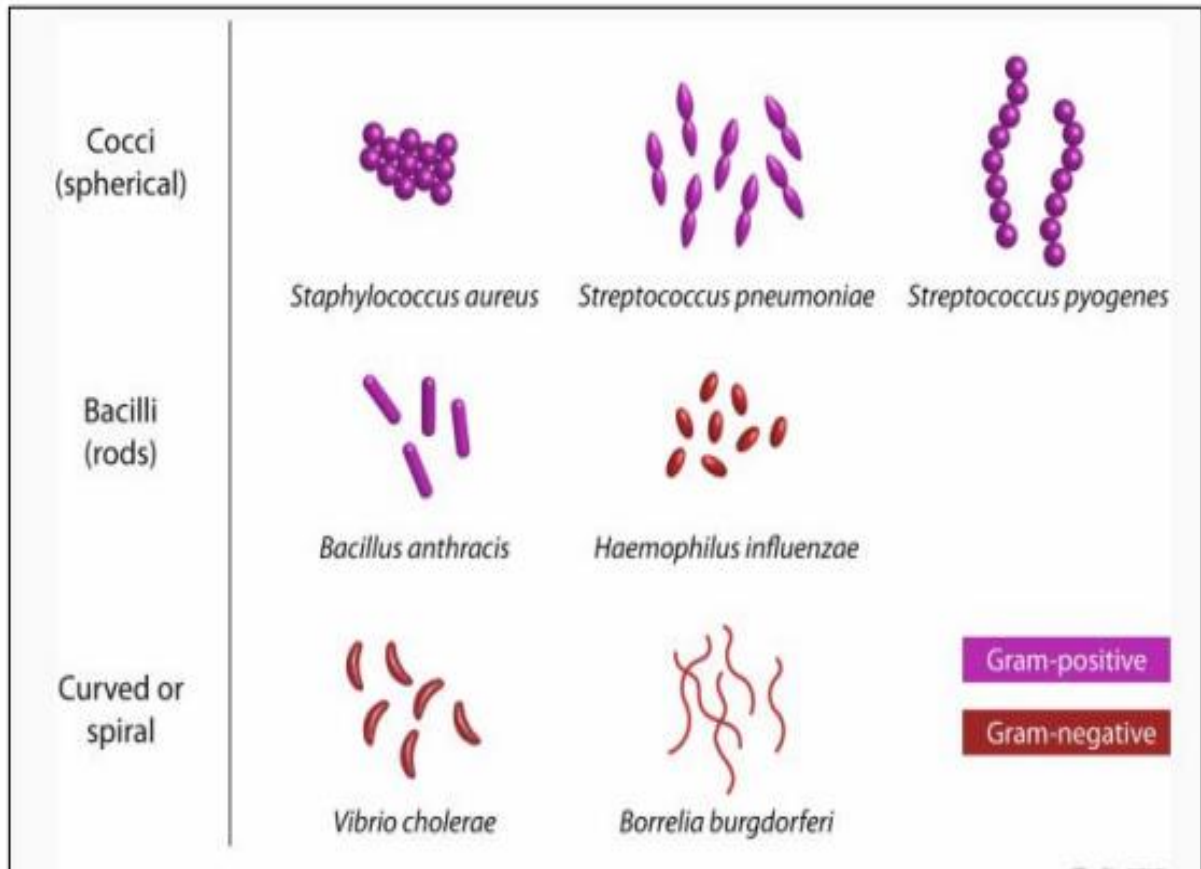 Cocci
(spherical)
Staphylococcus aureus
Streptococcus pneumoniae
Streptococcus pyogenes
Bacilli
(rods)
Bacillus anthracis
Haemophilus influenzae
Curved or
spiral
Vibrio cholerae
Borrelia burgdorferi
Gram-positive
Gram-negative